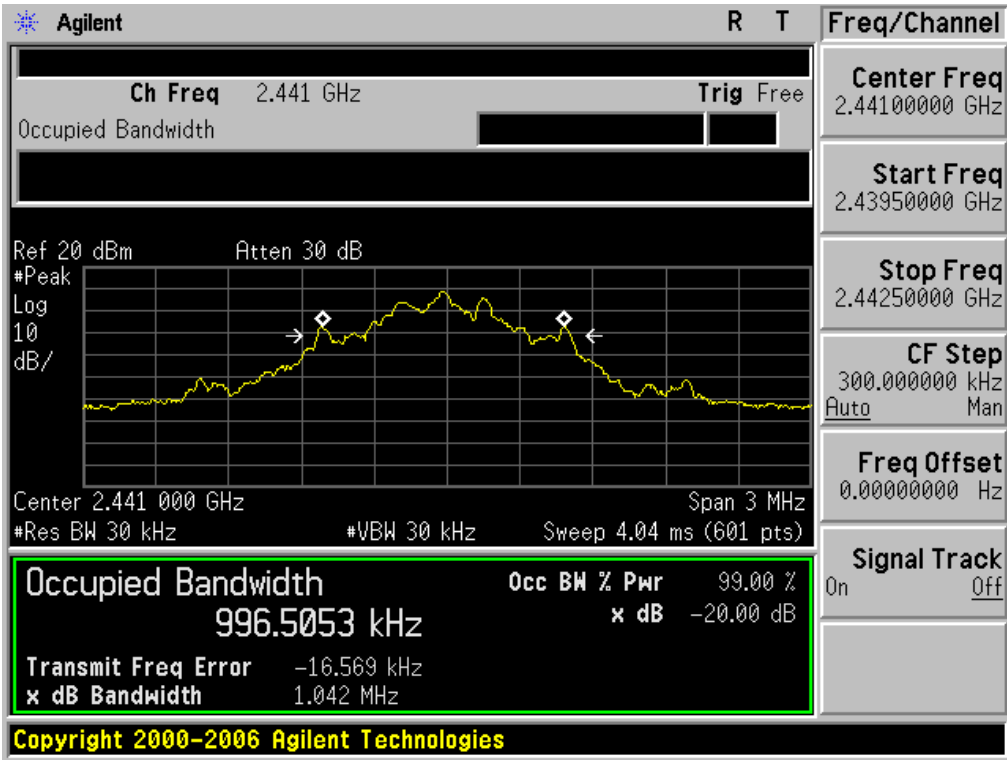 Agilent R T Freq/Channel
Ch Freq 2.441 GHz Trig Free
Occupied Bandwidth
Center Freq
2.44100000 GHz
Start Freq
2.43950000 GHz
Stop Freq
2.44250000 GHz
CF Step
300.000000 kHz
Auto Man
Freq Offset
0.00000000 Hz
Signal Track
On Off
Ref 20 dBm Atten 30 dB
#Peak
Log
10
dB/
Center 2.441 000 GHz Span 3 MHz
#Res BW 30 kHz #VBW 30 kHz Sweep 4.04 ms (601 pts)
Occupied Bandwidth Occ BW % Pwr 99.00 %
996.5053 kHz x dB -20.00 dB
Transmit Freq Error -16.569 kHz
x dB Bandwidth 1.042 MHz
Copyright 2000-2006 Agilent Technologies